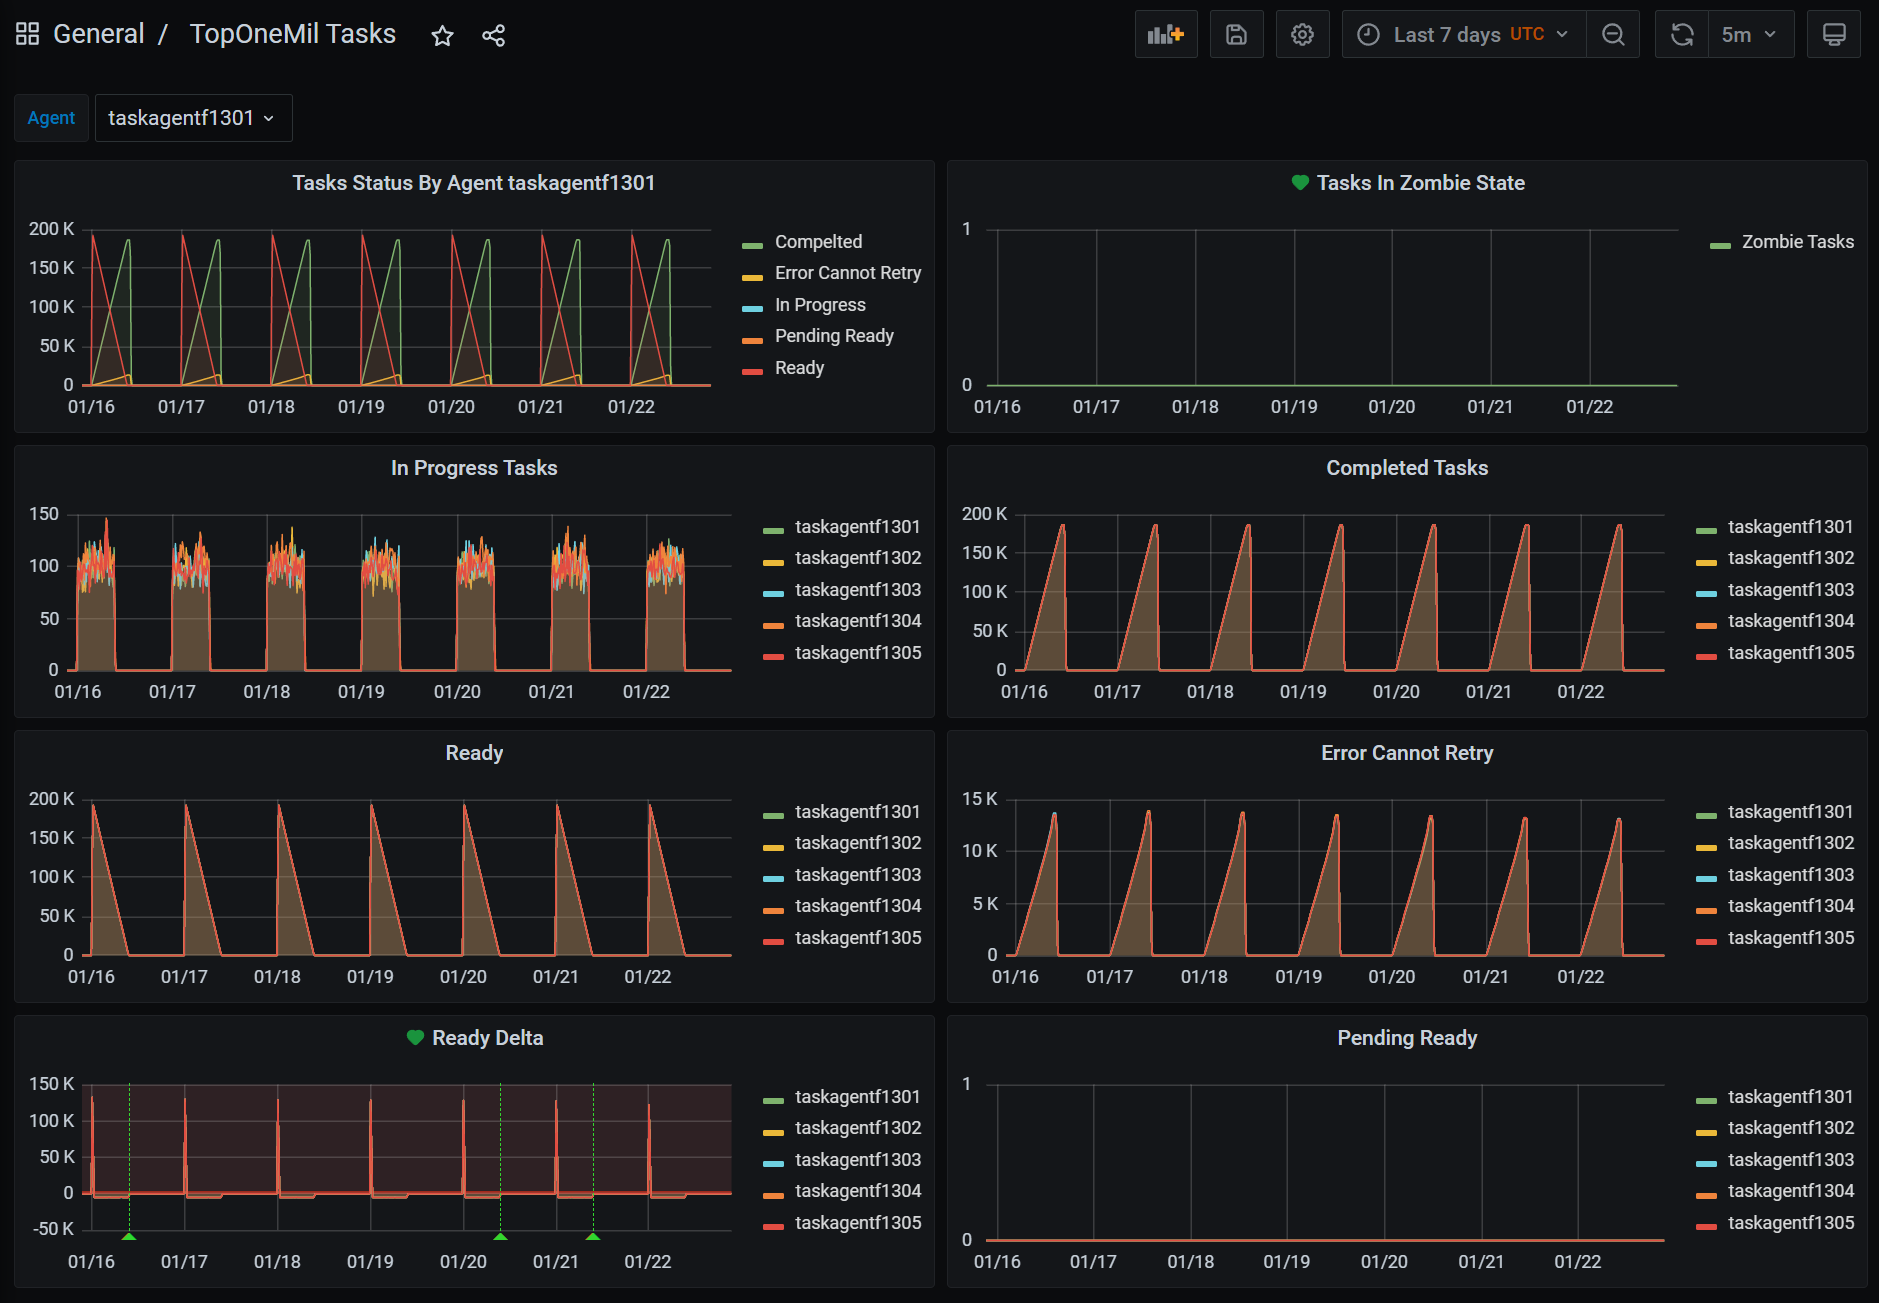 General / TopOneMil Tasks
Last 7 days UTC
5m
Agent taskagentf1301
Tasks Status By Agent taskagentf1301
200 K
150 K
100 K
50 K
0
01/16 01/17 01/18 01/19 01/20 01/21 01/22
Compelted
Error Cannot Retry
In Progress
Pending Ready
Ready
Tasks In Zombie State
1
0
01/16 01/17 01/18 01/19 01/20 01/21 01/22
Zombie Tasks
In Progress Tasks
150
100
50
0
01/16 01/17 01/18 01/19 01/20 01/21 01/22
taskagentf1301
taskagentf1302
taskagentf1303
taskagentf1304
taskagentf1305
Completed Tasks
200 K
150 K
100 K
50 K
0
01/16 01/17 01/18 01/19 01/20 01/21 01/22
taskagentf1301
taskagentf1302
taskagentf1303
taskagentf1304
taskagentf1305
Ready
200 K
150 K
100 K
50 K
0
01/16 01/17 01/18 01/19 01/20 01/21 01/22
taskagentf1301
taskagentf1302
taskagentf1303
taskagentf1304
taskagentf1305
Error Cannot Retry
15 K
10 K
5 K
0
01/16 01/17 01/18 01/19 01/20 01/21 01/22
taskagentf1301
taskagentf1302
taskagentf1303
taskagentf1304
taskagentf1305
Ready Delta
150 K
100 K
50 K
0
-50 K
01/16 01/17 01/18 01/19 01/20 01/21 01/22
taskagentf1301
taskagentf1302
taskagentf1303
taskagentf1304
taskagentf1305
Pending Ready
1
0
01/16 01/17 01/18 01/19 01/20 01/21 01/22
taskagentf1301
taskagentf1302
taskagentf1303
taskagentf1304
taskagentf1305